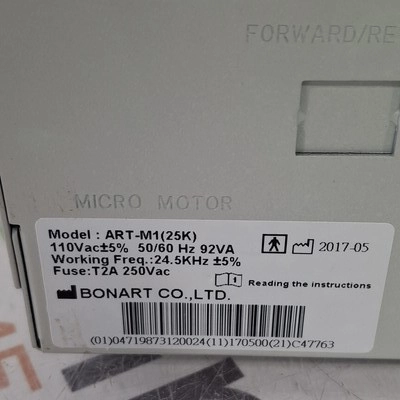 FORWARD/RE
MICRO MOTOR
Model : ART-M1(25K)
110Vac±5% 50/60 Hz 92VA
2017-05
Working Freq.:24.5KHz ±5%
Fuse:T2A 250Vac
Reading the instructions
BONART CO.,LTD.
(01)04719873120024(11)170500(21)C47763